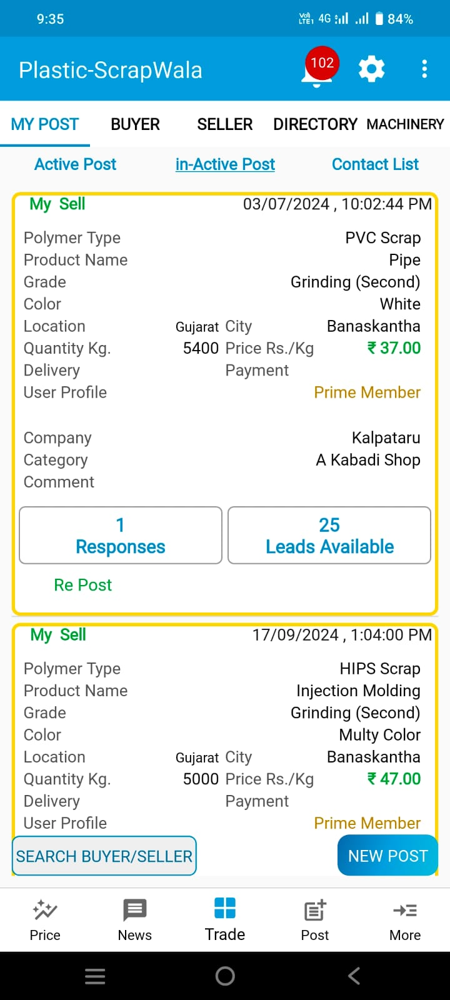 9:35 VoLTE1 4G 84%
Plastic-ScrapWala 102
MY POST BUYER SELLER DIRECTORY MACHINERY
Active Post in-Active Post Contact List
My Sell 03/07/2024 , 10:02:44 PM
Polymer Type PVC Scrap
Product Name Pipe
Grade Grinding (Second)
Color White
Location Gujarat City Banaskantha
Quantity Kg. 5400 Price Rs./Kg ₹ 37.00
Delivery Payment
User Profile Prime Member
Company Kalpataru
Category A Kabadi Shop
Comment
1 25
Responses Leads Available
Re Post
My Sell 17/09/2024 , 1:04:00 PM
Polymer Type HIPS Scrap
Product Name Injection Molding
Grade Grinding (Second)
Color Multy Color
Location Gujarat City Banaskantha
Quantity Kg. 5000 Price Rs./Kg ₹ 47.00
Delivery Payment
User Profile Prime Member
SEARCH BUYER/SELLER NEW POST
Price News Trade Post More